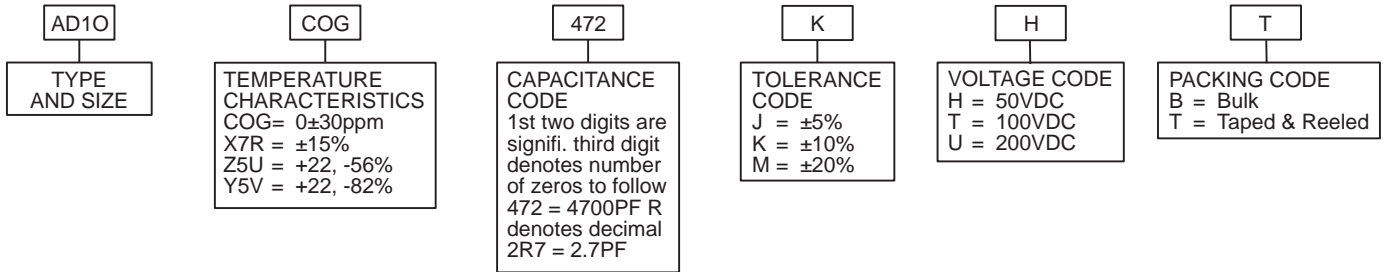 AD1O
COG
472
K
H
T
TYPE
AND SIZE
TEMPERATURE
CHARACTERISTICS
COG= 0±30ppm
X7R = ±15%
Z5U = +22, -56%
Y5V = +22, -82%
CAPACITANCE
CODE
1st two digits are
signifi. third digit
denotes number
of zeros to follow
472 = 4700PF R
denotes decimal
2R7 = 2.7PF
TOLERANCE
CODE
J = ±5%
K = ±10%
M = ±20%
VOLTAGE CODE
H = 50VDC
T = 100VDC
U = 200VDC
PACKING CODE
B = Bulk
T = Taped & Reeled